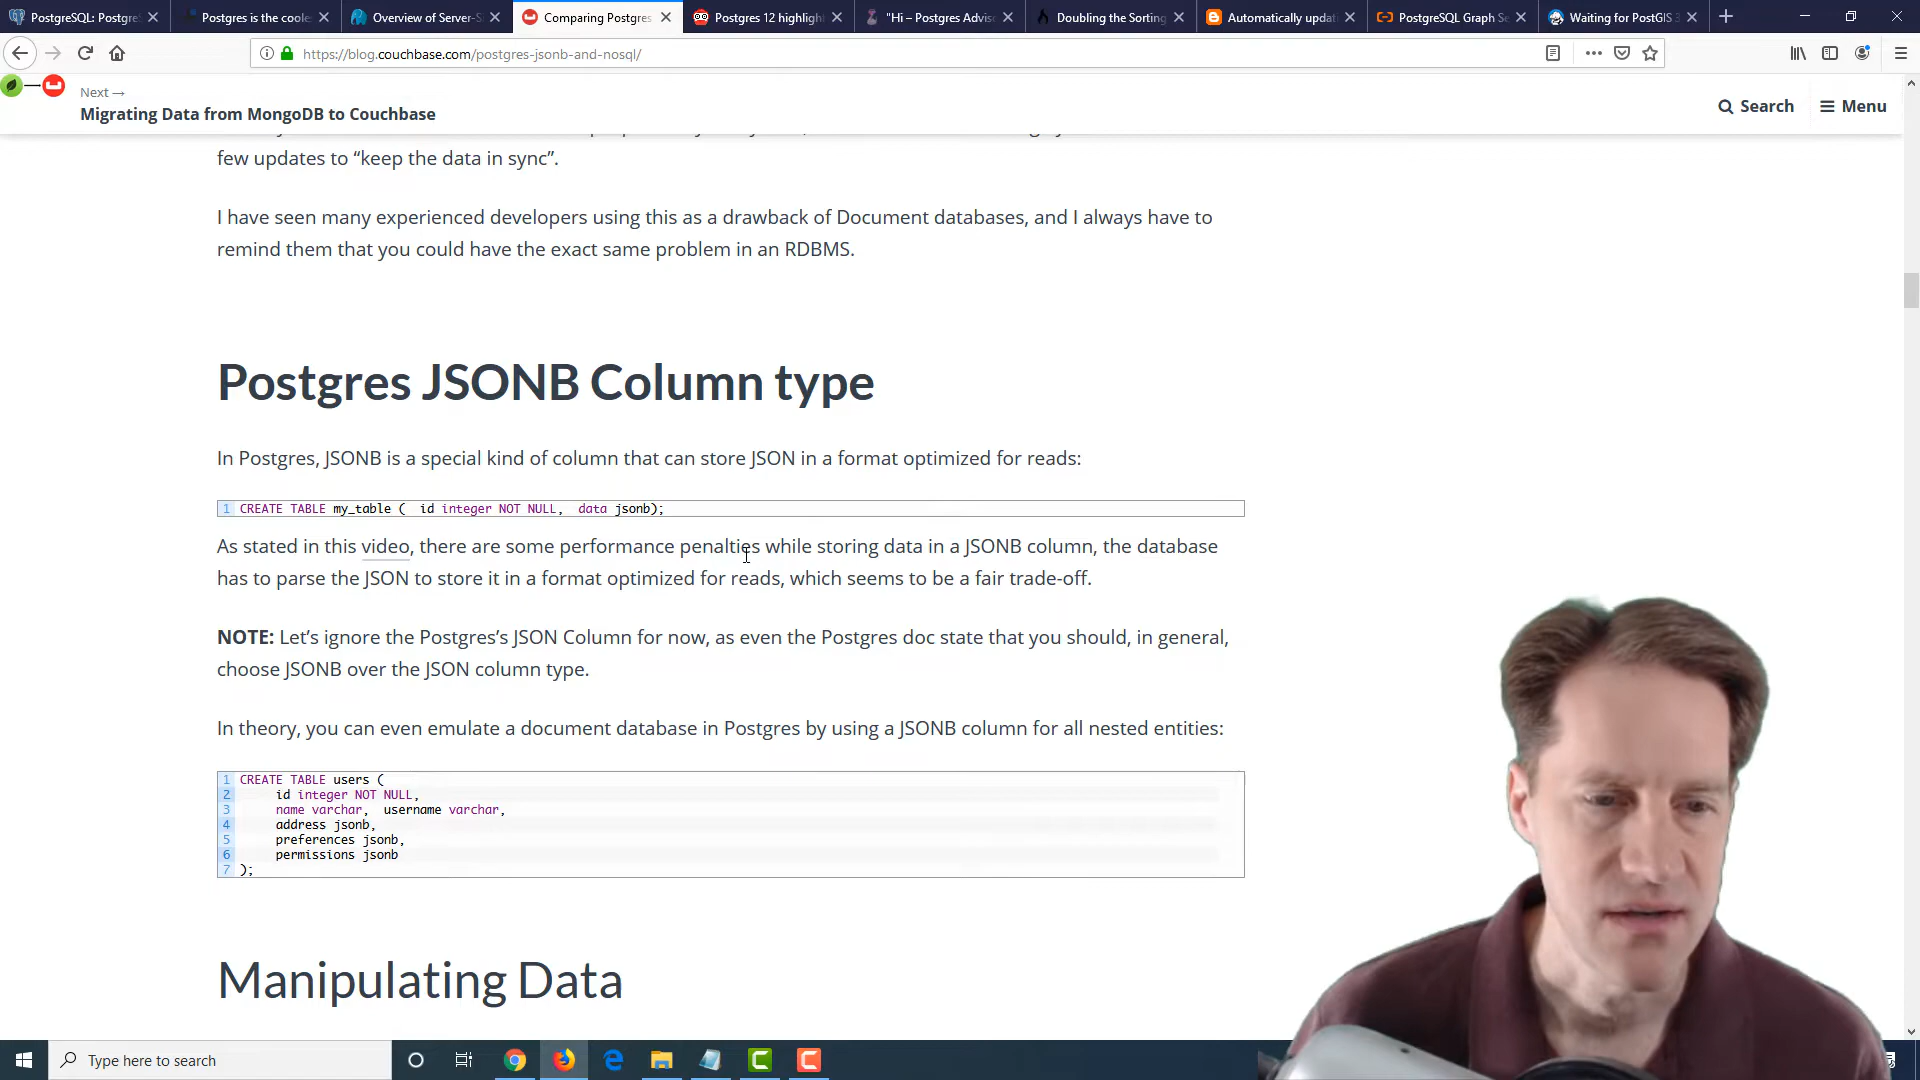 PostgreSQL: Postgre
Postgres is the coole
Overview of Server-S
Comparing Postgres
Postgres 12 highligh
"Hi – Postgres Advis
Doubling the Sorting
Automatically updat
PostgreSQL Graph Se
Waiting for PostGIS 3
https://blog.couchbase.com/postgres-jsonb-and-nosql/
Next →
Migrating Data from MongoDB to Couchbase
Search
Menu
few updates to “keep the data in sync”.
I have seen many experienced developers using this as a drawback of Document databases, and I always have to
remind them that you could have the exact same problem in an RDBMS.
Postgres JSONB Column type
In Postgres, JSONB is a special kind of column that can store JSON in a format optimized for reads:
1 CREATE TABLE my_table (  id integer NOT NULL,  data jsonb);
As stated in this video, there are some performance penalties while storing data in a JSONB column, the database
has to parse the JSON to store it in a format optimized for reads, which seems to be a fair trade-off.
NOTE: Let’s ignore the Postgres’s JSON Column for now, as even the Postgres doc state that you should, in general,
choose JSONB over the JSON column type.
In theory, you can even emulate a document database in Postgres by using a JSONB column for all nested entities:
1 CREATE TABLE users (
2 id integer NOT NULL,
3 name varchar,  username varchar,
4 address jsonb,
5 preferences jsonb,
6 permissions jsonb
7 );
Manipulating Data
Type here to search